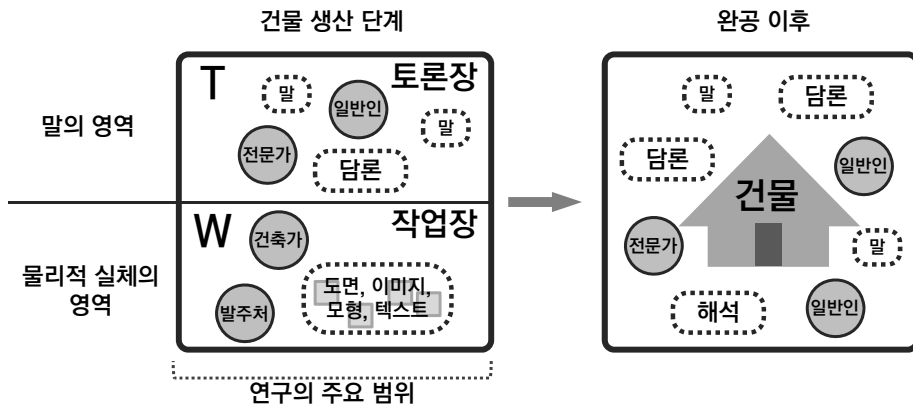 건물 생산 단계
완공 이후
말의 영역
물리적 실체의
영역
T
토론장
말
일반인
말
전문가
담론
W
작업장
건축가
발주처
도면, 이미지,
모형, 텍스트
연구의 주요 범위
말
담론
담론
일반인
건물
전문가
말
해석
일반인